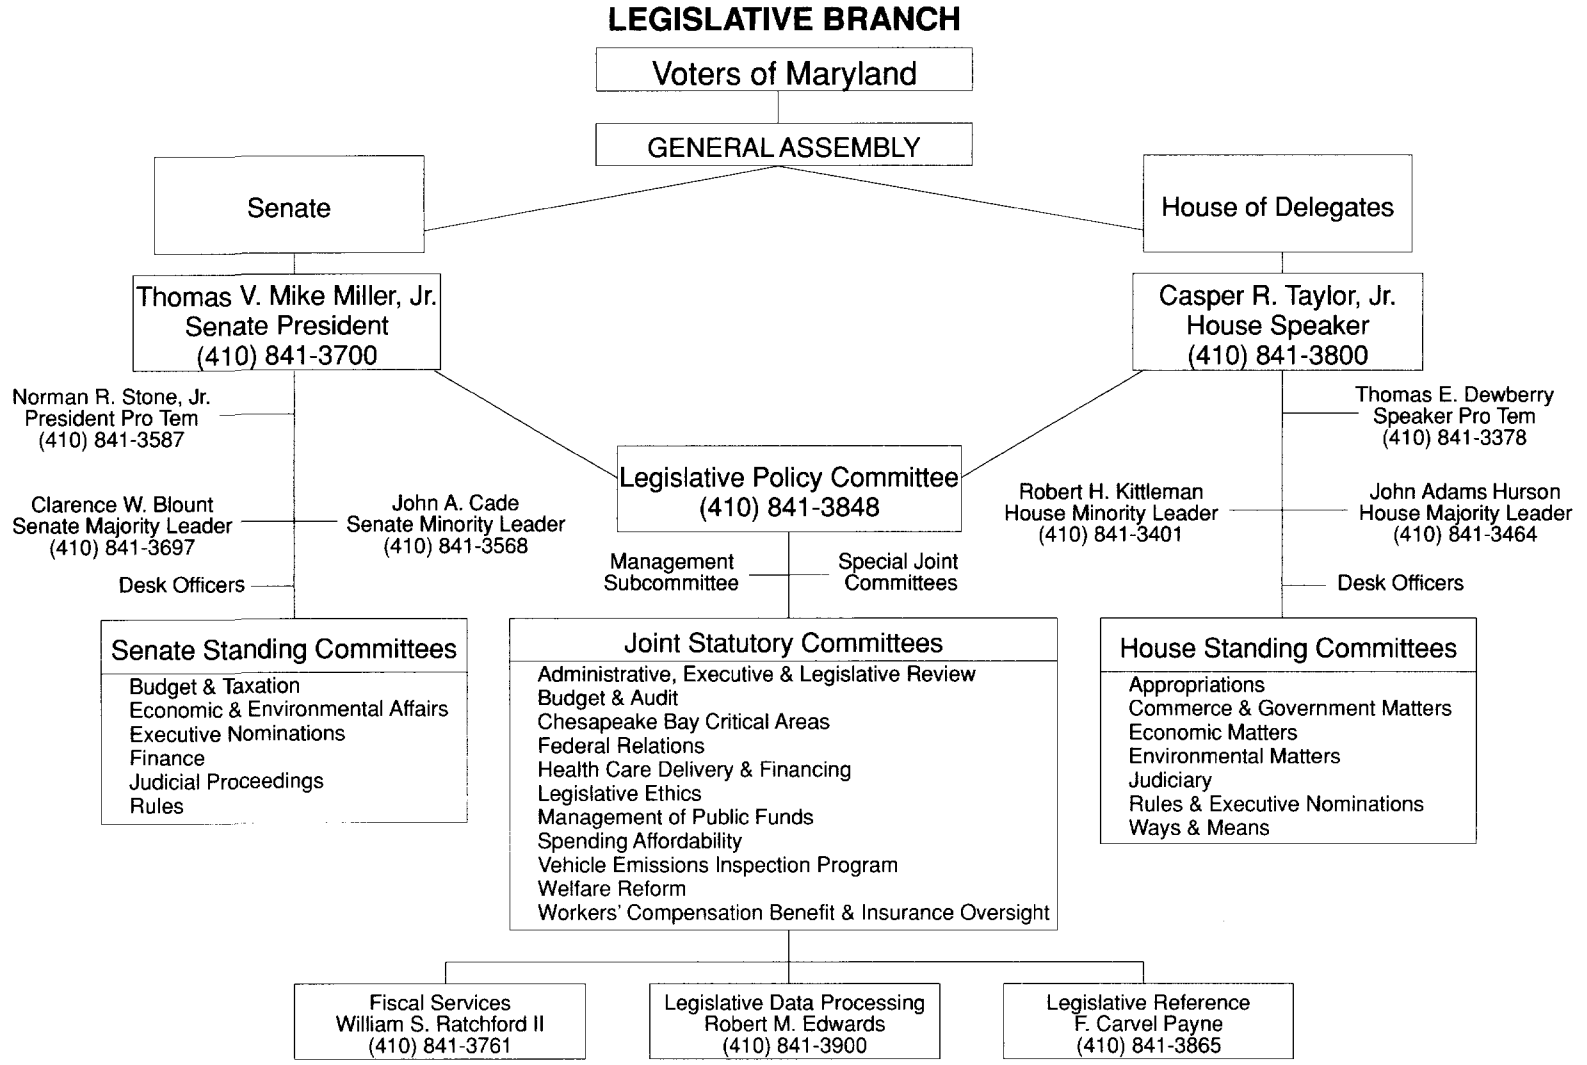 LEGISLATIVE BRANCH
Voters of Maryland
GENERAL ASSEMBLY
Senate
House of Delegates
Thomas V. Mike Miller, Jr.
Senate President
(410) 841-3700
Casper R. Taylor, Jr.
House Speaker
(410) 841-3800
Norman R. Stone, Jr.
President Pro Tem
(410) 841-3587
Thomas E. Dewberry
Speaker Pro Tem
(410) 841-3378
Legislative Policy Committee
(410) 841-3848
Clarence W. Blount
Senate Majority Leader
(410) 841-3697
John A. Cade
Senate Minority Leader
(410) 841-3568
Robert H. Kittleman
House Minority Leader
(410) 841-3401
John Adams Hurson
House Majority Leader
(410) 841-3464
Desk Officers
Management
Subcommittee
Special Joint
Committees
Desk Officers
Senate Standing Committees
Budget & Taxation
Economic & Environmental Affairs
Executive Nominations
Finance
Judicial Proceedings
Rules
Joint Statutory Committees
Administrative, Executive & Legislative Review
Budget & Audit
Chesapeake Bay Critical Areas
Federal Relations
Health Care Delivery & Financing
Legislative Ethics
Management of Public Funds
Spending Affordability
Vehicle Emissions Inspection Program
Welfare Reform
Workers' Compensation Benefit & Insurance Oversight
House Standing Committees
Appropriations
Commerce & Government Matters
Economic Matters
Environmental Matters
Judiciary
Rules & Executive Nominations
Ways & Means
Fiscal Services
William S. Ratchford II
(410) 841-3761
Legislative Data Processing
Robert M. Edwards
(410) 841-3900
Legislative Reference
F. Carvel Payne
(410) 841-3865